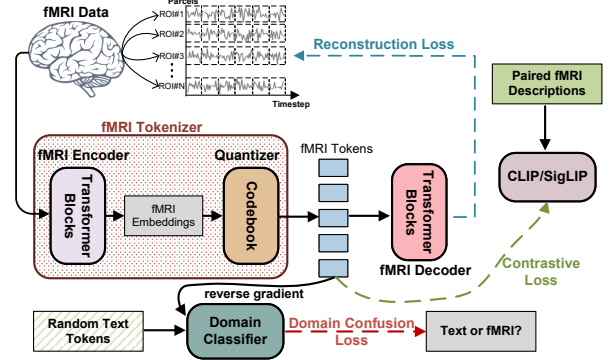 fMRI Data
Parcels
ROI#1
ROI#2
ROI#3
ROI#N
Timestep
Reconstruction Loss
Paired fMRI
Descriptions
fMRI Tokenizer
fMRI Encoder
Quantizer
fMRI Tokens
Transformer
Blocks
fMRI
Embeddings
Codebook
Transformer
Blocks
CLIP/SigLIP
fMRI Decoder
Contrastive
Loss
reverse gradient
Random Text
Tokens
Domain
Classifier
Domain Confusion
Loss
Text or fMRI?